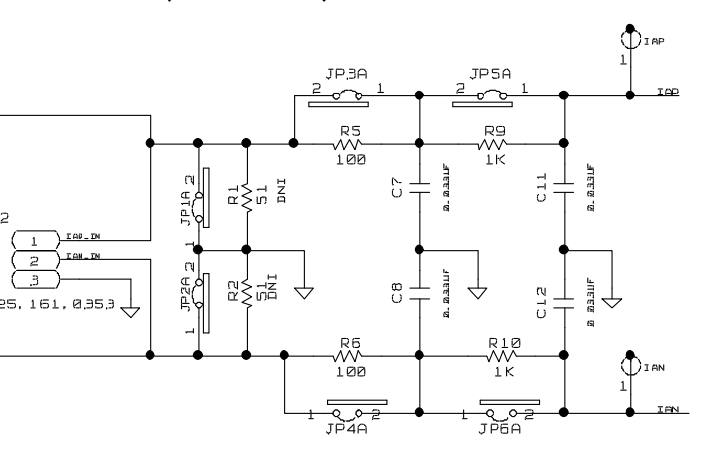 IAP
1
JP3A
2
1
JP5A
2
1
IAP
R5
100
R9
1K
JP1A
2
1
R1
51
DNI
C7
0.033UF
C11
0.033UF
2
1
IAP_IN
2
IAN_IN
3
25.161.0353
JP2A
2
1
R2
51
DNI
C8
0.033UF
C12
0.033UF
R6
100
R10
1K
IAN
1
1
2
JP4A
1
2
JP6A
IAN